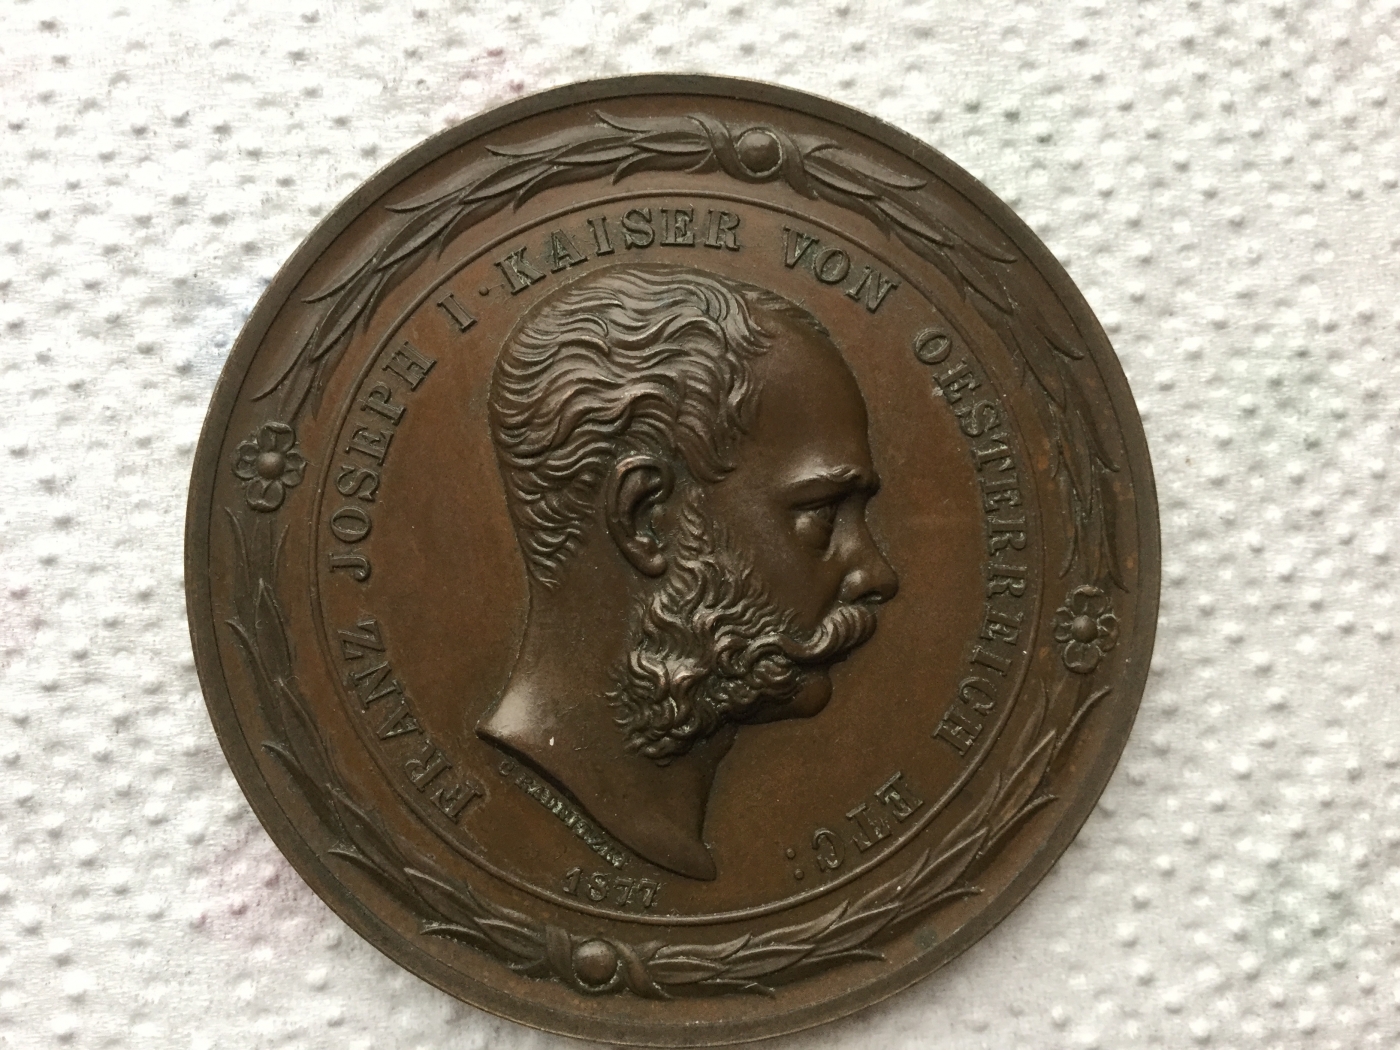 FRANZ JOSEPH I · KAISER VON OESTERREICH ETC:
1877